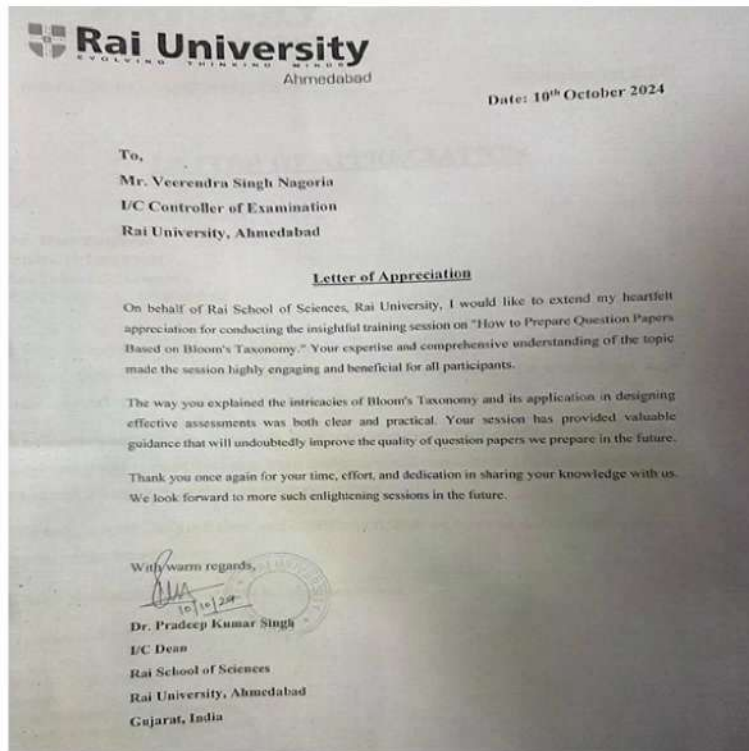 Rai University
EVOLVING THINKING MINDS
Ahmedabad
Date: 10th October 2024
To,
Mr. Veerendra Singh Nagoria
I/C Controller of Examination
Rai University, Ahmedabad
Letter of Appreciation
On behalf of Rai School of Sciences, Rai University, I would like to extend my heartfelt
appreciation for conducting the insightful training session on "How to Prepare Question Papers
Based on Bloom's Taxonomy." Your expertise and comprehensive understanding of the topic
made the session highly engaging and beneficial for all participants.
The way you explained the intricacies of Bloom's Taxonomy and its application in designing
effective assessments was both clear and practical. Your session has provided valuable
guidance that will undoubtedly improve the quality of question papers we prepare in the future.
Thank you once again for your time, effort, and dedication in sharing your knowledge with us.
We look forward to more such enlightening sessions in the future.
With warm regards,
10/10/24
Dr. Pradeep Kumar Singh
I/C Dean
Rai School of Sciences
Rai University, Ahmedabad
Gujarat, India